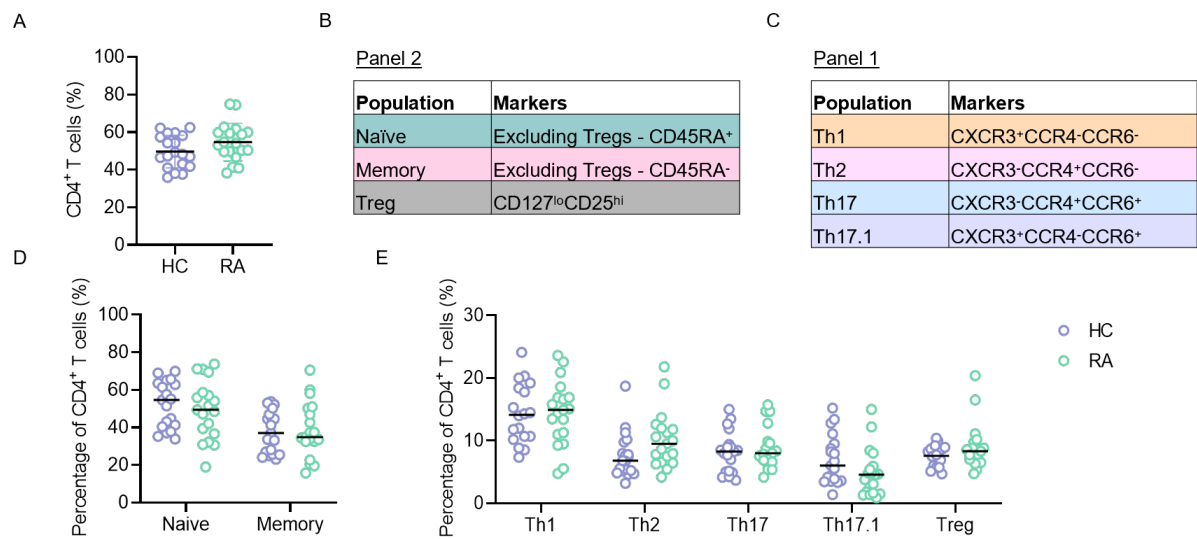 A
CD4⁺ T cells (%)
100
80
60
40
20
0
HC RA
B
Panel 2
Population Markers
Naïve Excluding Tregs - CD45RA⁺
Memory Excluding Tregs - CD45RA⁻
Treg CD127ˡᵒCD25ʰⁱ
C
Panel 1
Population Markers
Th1 CXCR3⁺CCR4⁻CCR6⁻
Th2 CXCR3⁻CCR4⁺CCR6⁻
Th17 CXCR3⁻CCR4⁺CCR6⁺
Th17.1 CXCR3⁺CCR4⁻CCR6⁺
D
Percentage of CD4⁺ T cells (%)
100
80
60
40
20
0
Naive Memory
E
Percentage of CD4⁺ T cells (%)
30
20
10
0
Th1 Th2 Th17 Th17.1 Treg
HC
RA